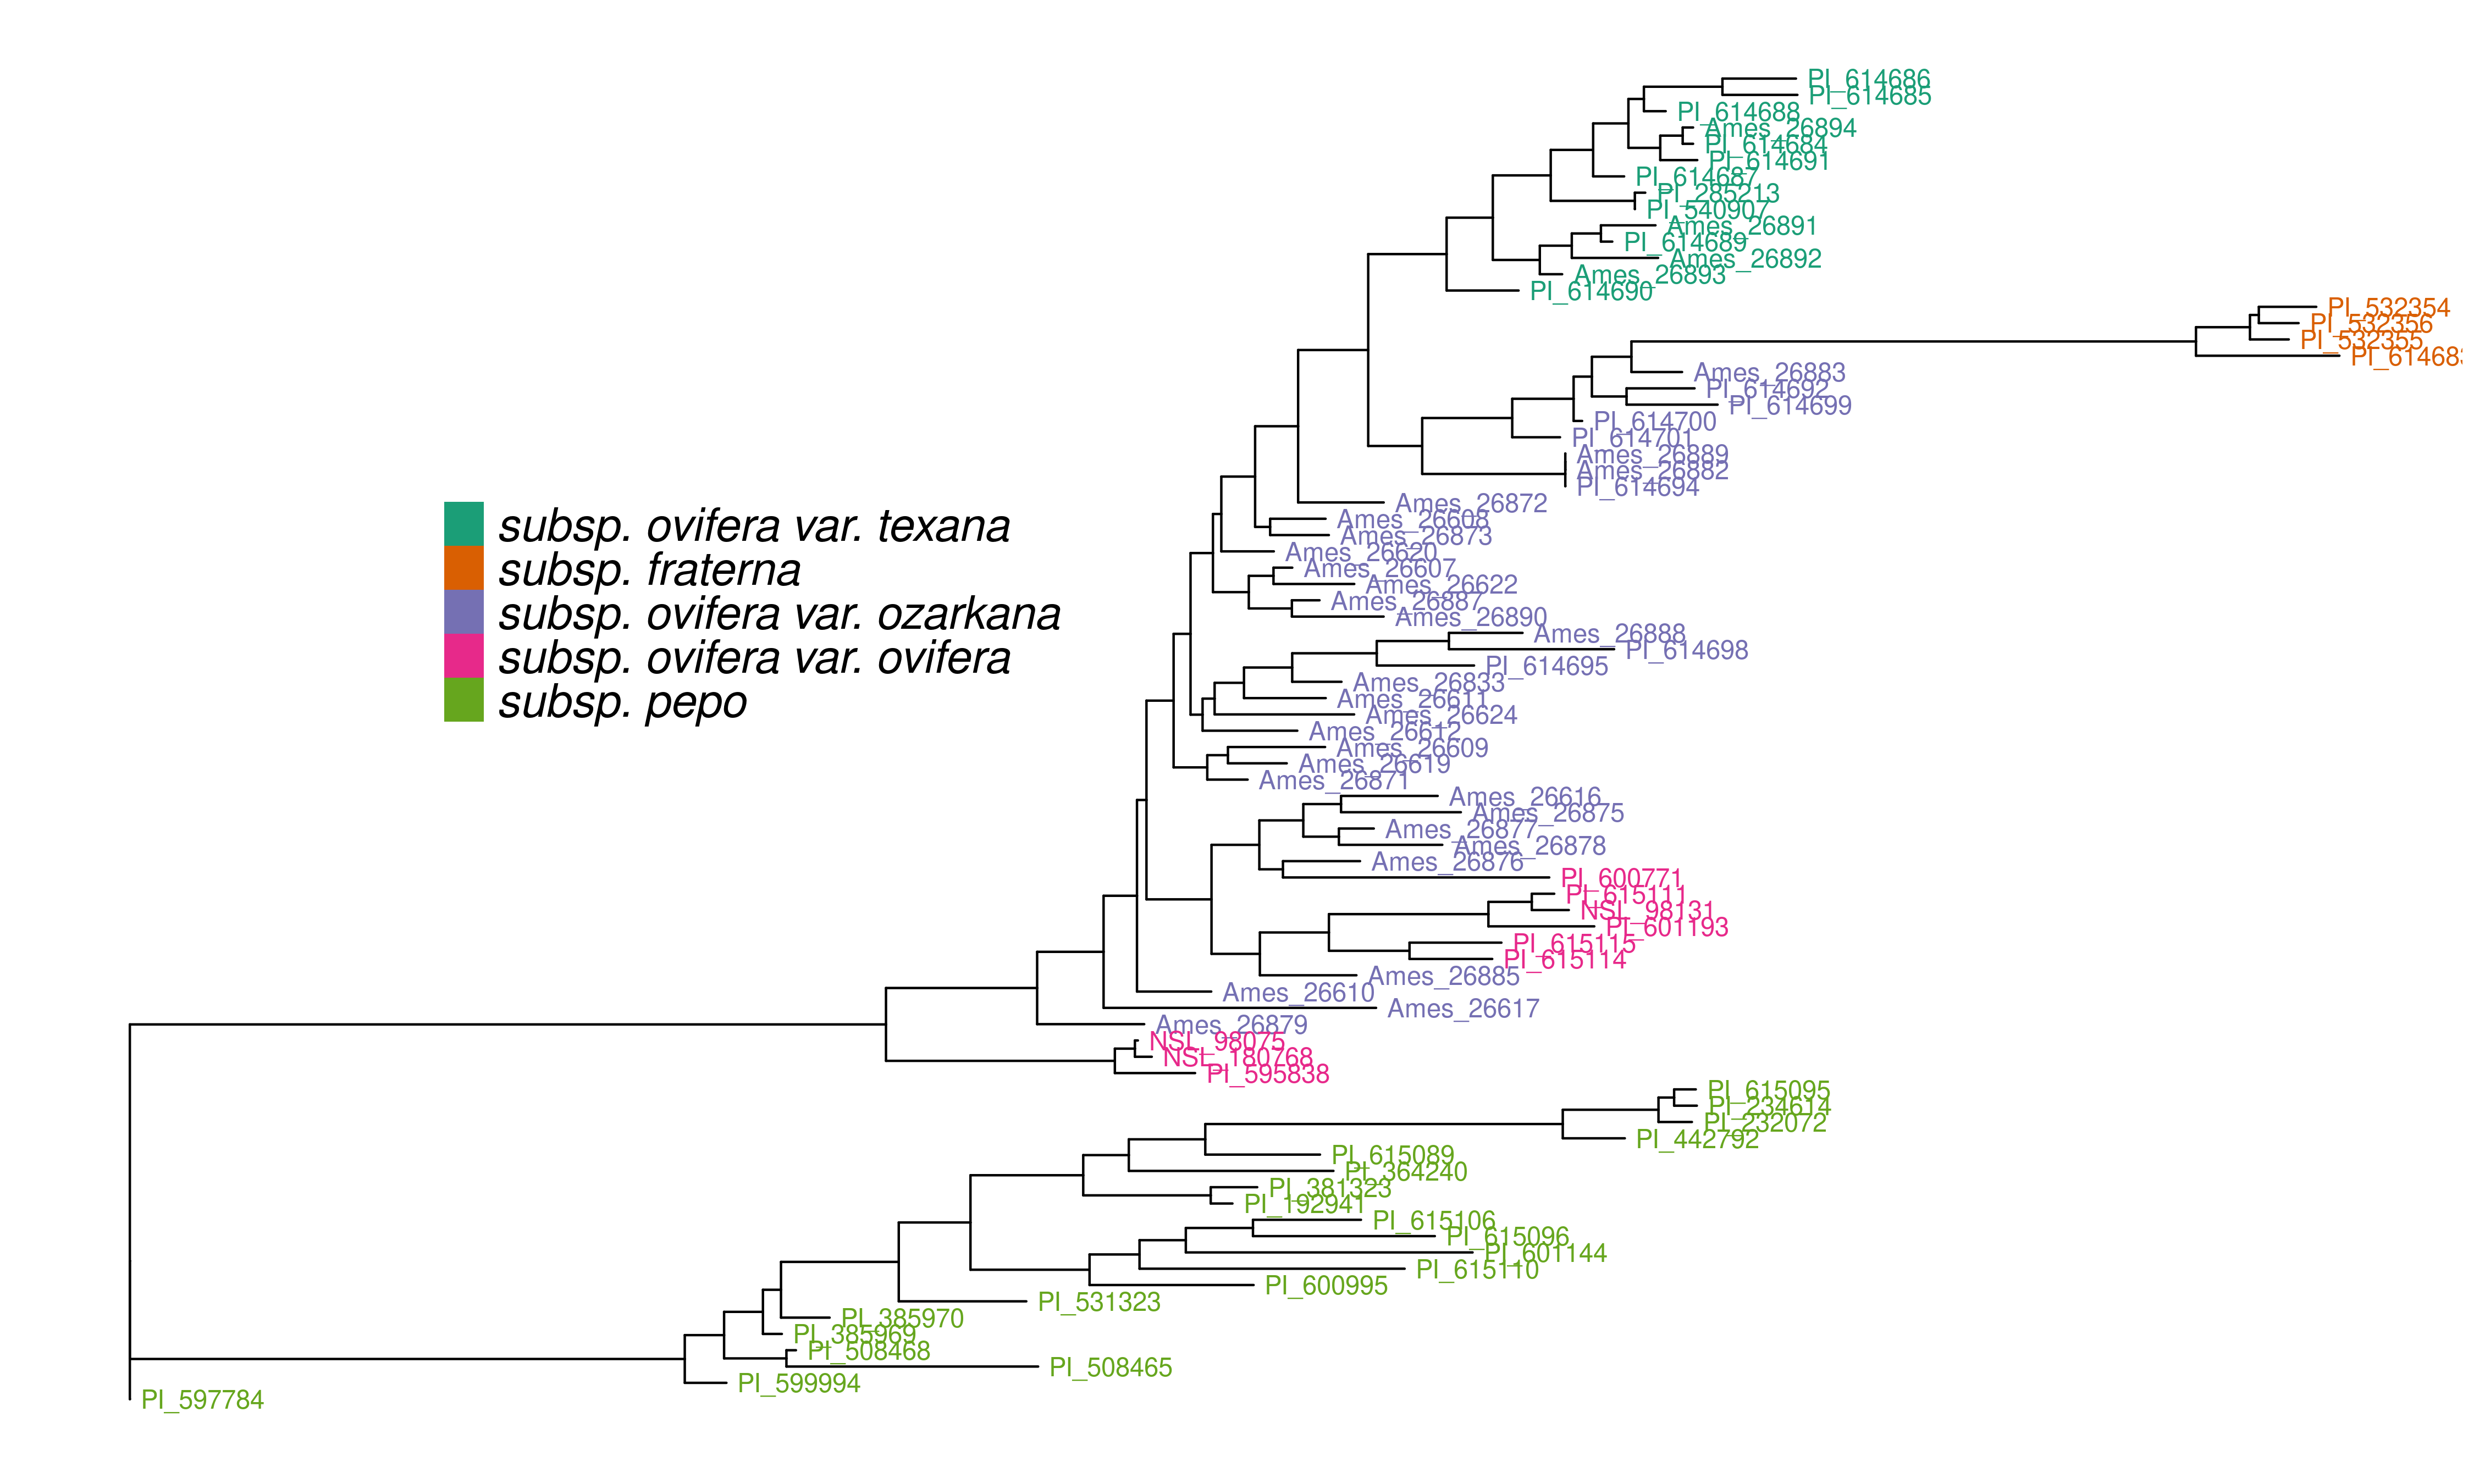 PI_614686
PI_614685
PI_614688
Ames_26894
PI_614684
PI_614691
PI_614687
PI_285213
PI_540907
Ames_26891
PI_614689
Ames_26892
Ames_26893
PI_614690
PI_532354
PI_532356
PI_532355
PI_61468
Ames_26883
PI_614692
PI_614699
PI_614700
PI_614701
Ames_26889
Ames_26882
PI_614694
Ames_26872
Ames_26608
Ames_26873
Ames_26620
Ames_26607
Ames_26622
Ames_26887
Ames_26890
Ames_26888
PI_614698
PI_614695
Ames_26833
Ames_26611
Ames_26624
Ames_26612
Ames_26609
Ames_26619
Ames_26871
Ames_26616
Ames_26875
Ames_26877
Ames_26878
Ames_26876
PI_600771
PI_615111
NSL_98131
PI_601193
PI_615115
PI_615114
Ames_26885
Ames_26610
Ames_26617
Ames_26879
NSL_98075
NSL_180768
PI_595838
PI_615095
PI_234614
PI_232072
PI_442792
PI_615089
PI_364240
PI_381323
PI_192941
PI_615106
PI_615096
PI_601144
PI_615110
PI_600995
PI_531323
PI_385970
PI_385969
PI_508468
PI_508465
PI_599994
PI_597784
subsp. ovifera var. texana
subsp. fraterna
subsp. ovifera var. ozarkana
subsp. ovifera var. ovifera
subsp. pepo